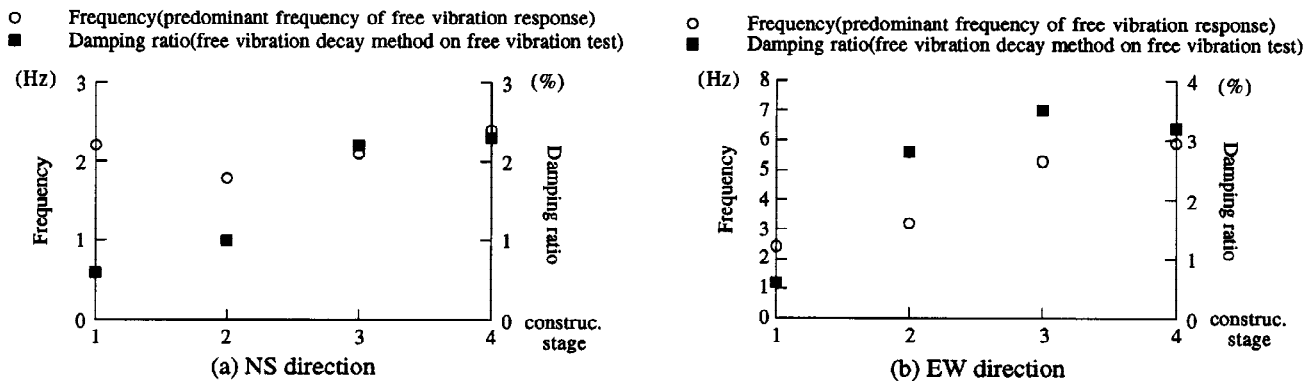 ○ Frequency(predominant frequency of free vibration response)
■ Damping ratio(free vibration decay method on free vibration test)
(Hz) 3
2
1
0
Frequency
3 (%)
2
1
0
Damping ratio
1 2 3 4 construc.
stage
(a) NS direction
○ Frequency(predominant frequency of free vibration response)
■ Damping ratio(free vibration decay method on free vibration test)
(Hz) 8
7
6
5
4
3
2
1
0
Frequency
4 (%)
3
2
1
0
Damping ratio
1 2 3 4 construc.
stage
(b) EW direction